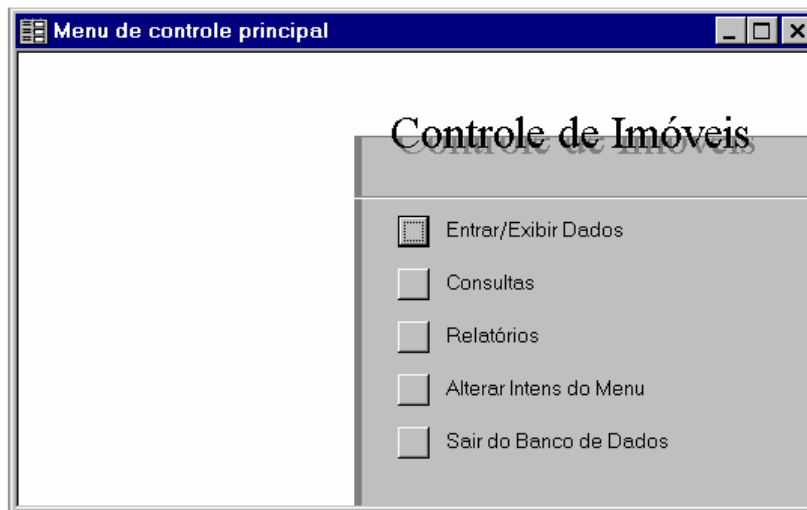 Menu de controle principal
Controle de Imóveis
Entrar/Exibir Dados
Consultas
Relatórios
Alterar Intens do Menu
Sair do Banco de Dados